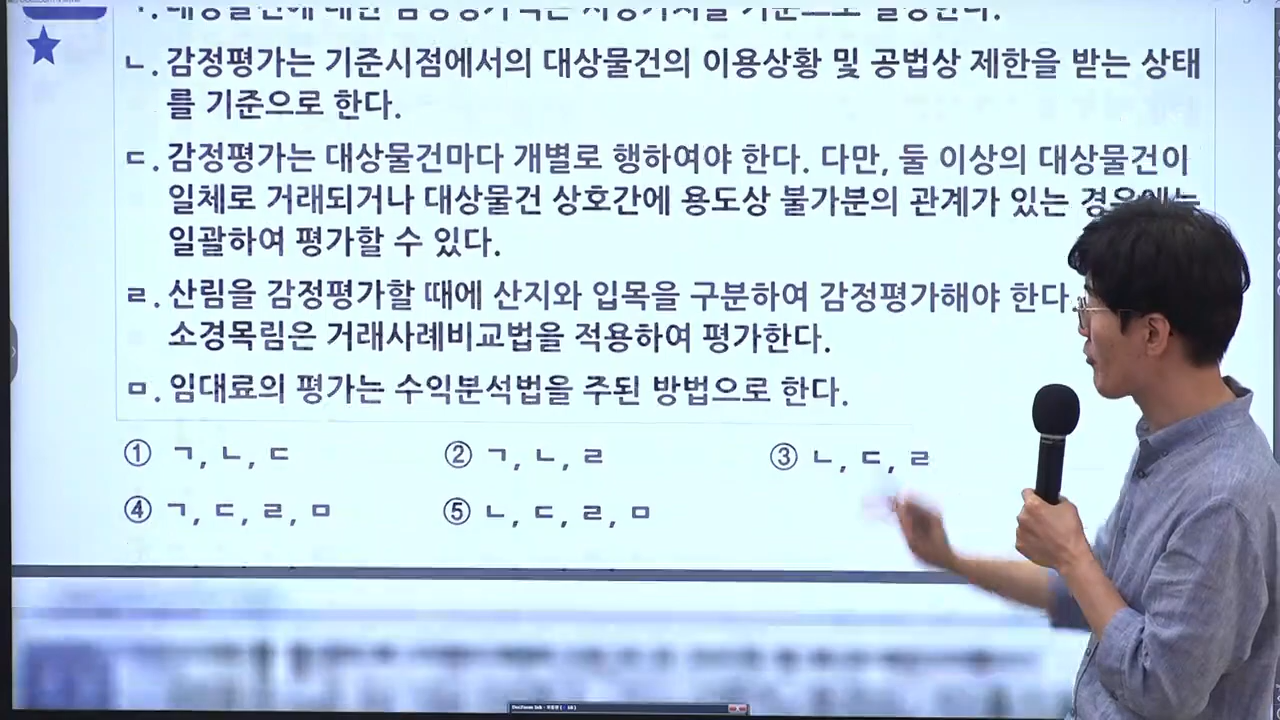 ㄴ. 감정평가는 기준시점에서의 대상물건의 이용상황 및 공법상 제한을 받는 상태
를 기준으로 한다.
ㄷ. 감정평가는 대상물건마다 개별로 행하여야 한다. 다만, 둘 이상의 대상물건이
일체로 거래되거나 대상물건 상호간에 용도상 불가분의 관계가 있는 경우에는
일괄하여 평가할 수 있다.
ㄹ. 산림을 감정평가할 때에 산지와 입목을 구분하여 감정평가해야 한다.
소경목림은 거래사례비교법을 적용하여 평가한다.
ㅁ. 임대료의 평가는 수익분석법을 주된 방법으로 한다.
① ㄱ, ㄴ, ㄷ ② ㄱ, ㄴ, ㄹ ③ ㄴ, ㄷ, ㄹ
④ ㄱ, ㄷ, ㄹ, ㅁ ⑤ ㄴ, ㄷ, ㄹ, ㅁ